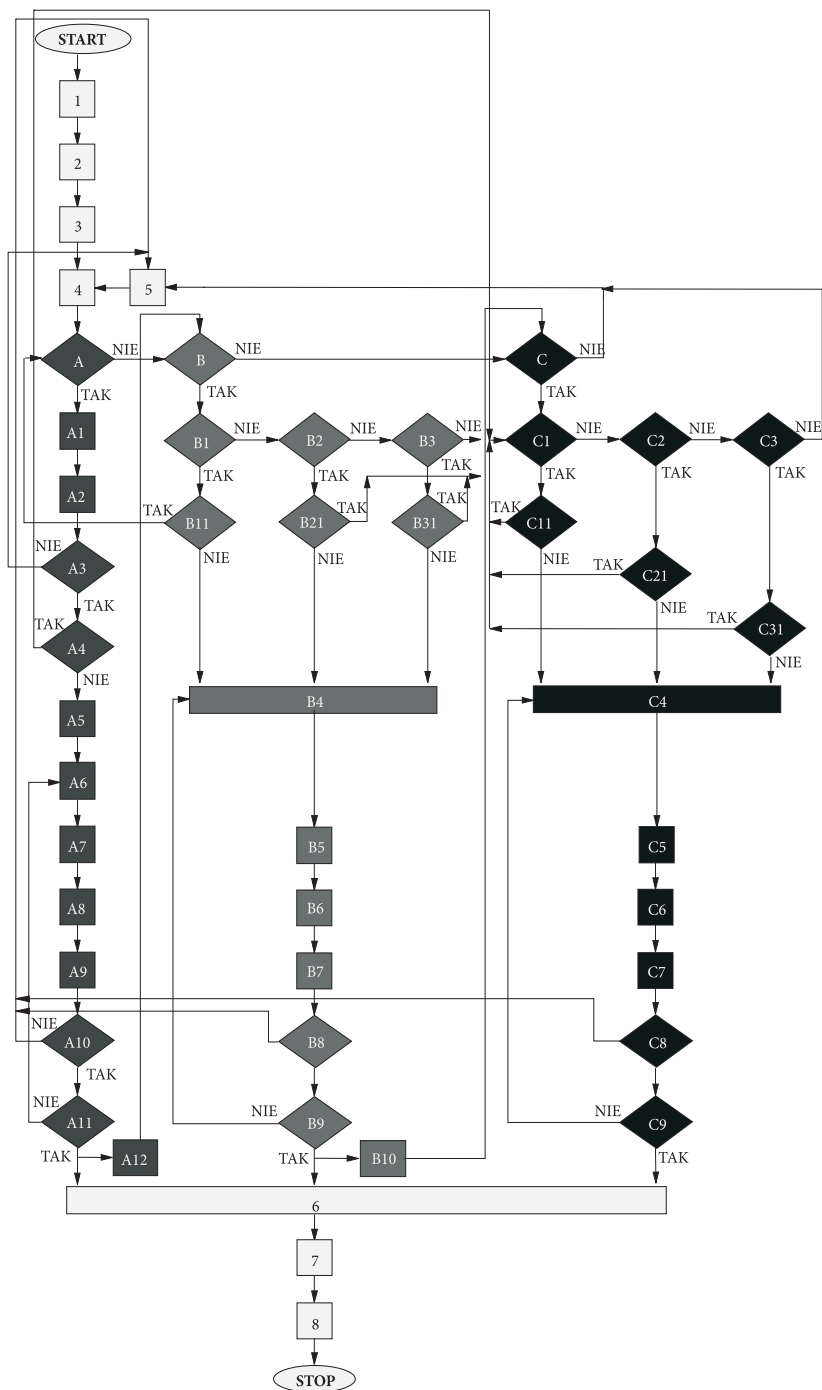 START
1
2
3
4 5
A NIE B NIE C NIE
TAK TAK TAK
A1 B1 NIE B2 NIE B3 NIE C1 NIE C2 NIE C3 NIE
TAK TAK TAK TAK TAK TAK
A2 TAK B11 TAK B21 TAK B31 TAK C11
NIE NIE NIE NIE
NIE A3 TAK C21
TAK NIE
TAK A4 TAK C31
NIE NIE
A5 B4 C4
A6
A7 B5 C5
A8 B6 C6
A9 B7 C7
NIE A10 B8 C8
TAK
NIE A11 NIE B9 NIE C9
TAK A12 TAK B10 TAK
6
7
8
STOP